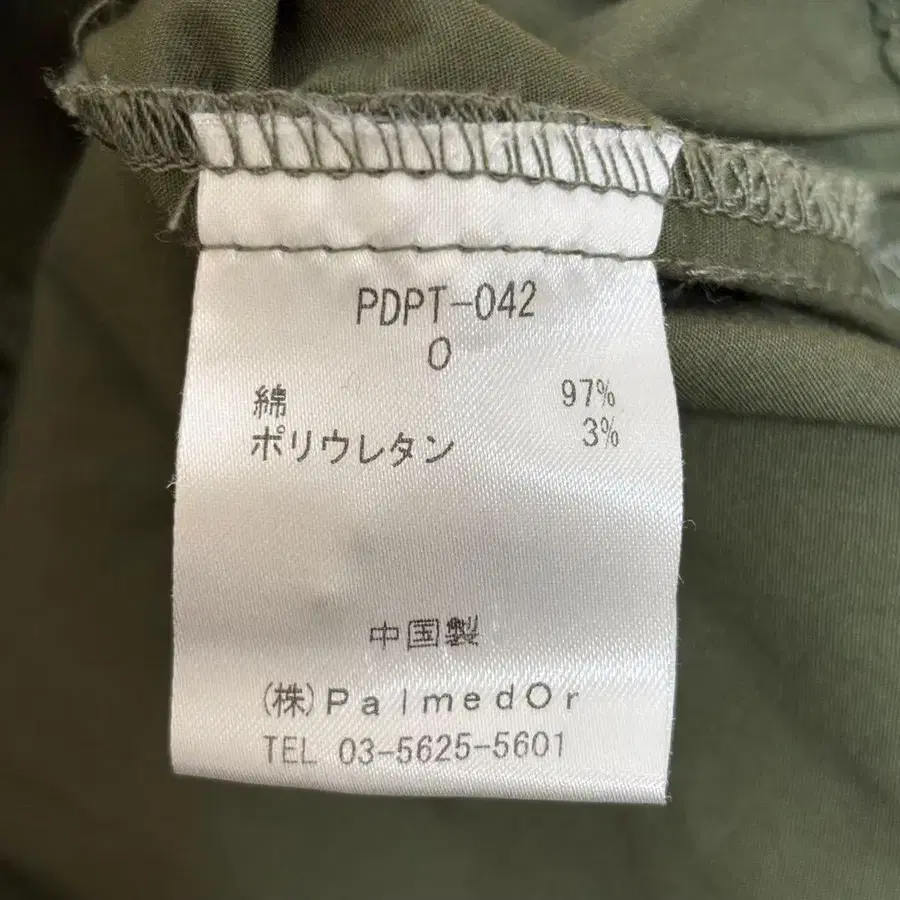 PDPT-042
0
綿 97%
ポリウレタン 3%
中国製
(株)PalmedOr
TEL 03-5625-5601